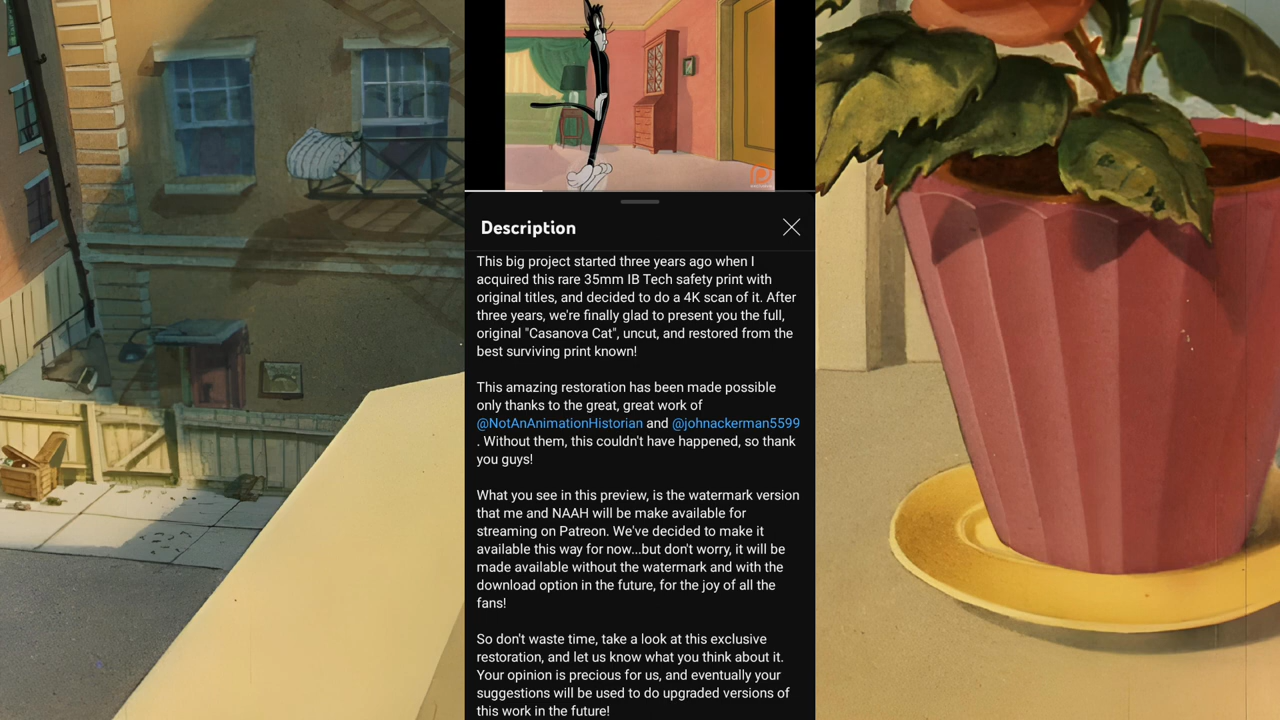 Description
This big project started three years ago when I
acquired this rare 35mm IB Tech safety print with
original titles, and decided to do a 4K scan of it. After
three years, we're finally glad to present you the full,
original "Casanova Cat", uncut, and restored from the
best surviving print known!
This amazing restoration has been made possible
only thanks to the great, great work of
@NotAnAnimationHistorian and @johnackerman5599
. Without them, this couldn't have happened, so thank
you guys!
What you see in this preview, is the watermark version
that me and NAAH will be make available for
streaming on Patreon. We've decided to make it
available this way for now...but don't worry, it will be
made available without the watermark and with the
download option in the future, for the joy of all the
fans!
So don't waste time, take a look at this exclusive
restoration, and let us know what you think about it.
Your opinion is precious for us, and eventually your
suggestions will be used to do upgraded versions of
this work in the future!